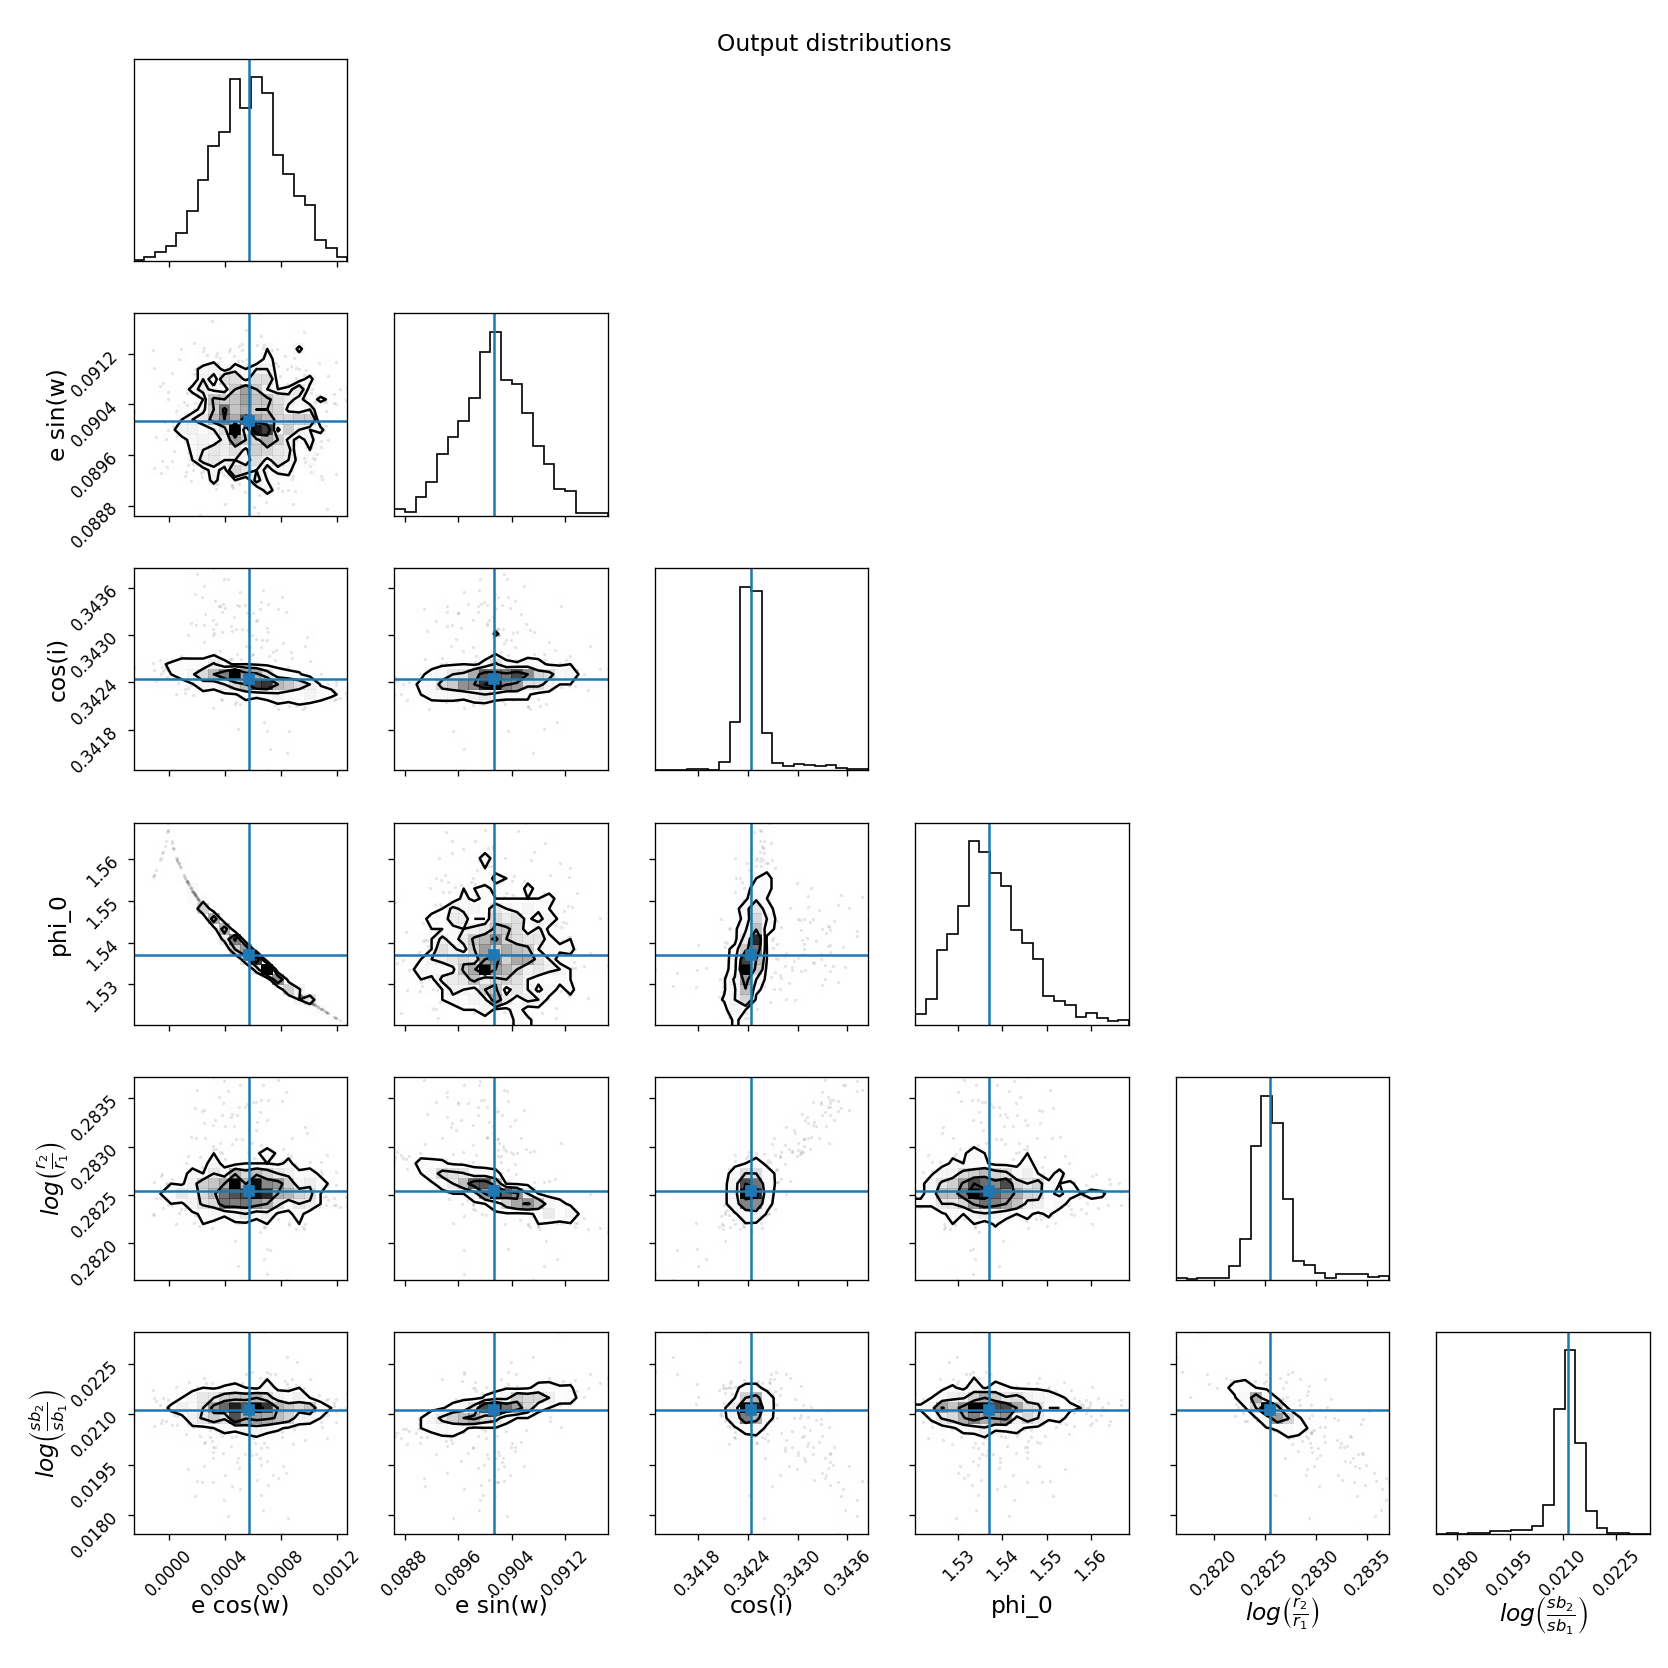 Output distributions
e sin(w)
0.0912
0.0904
0.0896
0.0888
cos(i)
0.3436
0.3430
0.3424
0.3418
phi_0
1.56
1.55
1.54
1.53
log(r₂/r₁)
0.2835
0.2830
0.2825
0.2820
log(sb₂/sb₁)
0.0225
0.0210
0.0195
0.0180
0.0000 0.0004 0.0008 0.0012
e cos(w)
0.0888 0.0896 0.0904 0.0912
e sin(w)
0.3418 0.3424 0.3430 0.3436
cos(i)
1.53 1.54 1.55 1.56
phi_0
0.2820 0.2825 0.2830 0.2835
log(r₂/r₁)
0.0180 0.0195 0.0210 0.0225
log(sb₂/sb₁)